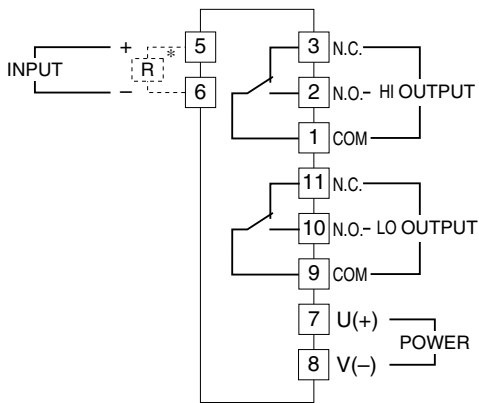 + 5 3 N.C.
INPUT R *
– 6 2 N.O. HI OUTPUT
1 COM
11 N.C.
10 N.O. LO OUTPUT
9 COM
7 U(+)
POWER
8 V(–)